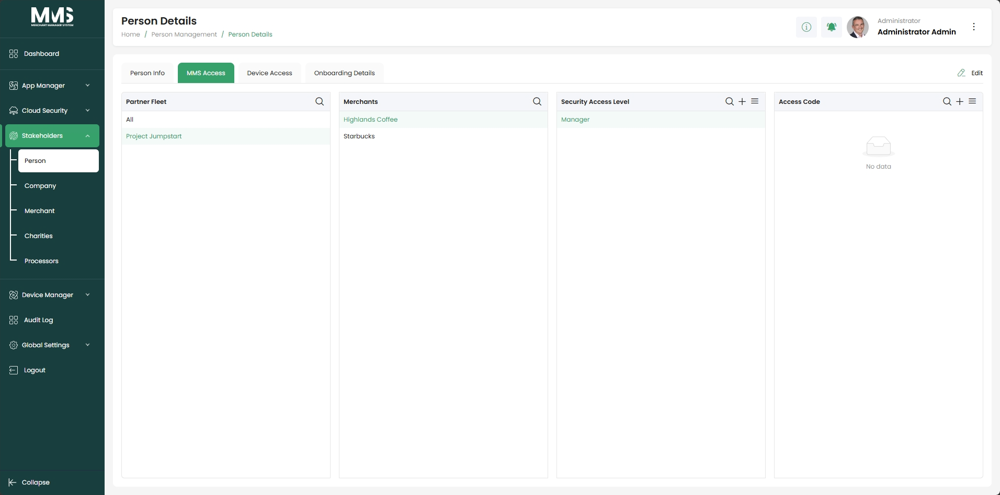 MMS
MERCHANT MANAGER SYSTEM
Dashboard
App Manager
Cloud Security
Stakeholders
Person
Company
Merchant
Charities
Processors
Device Manager
Audit Log
Global Settings
Logout
Collapse
Person Details
Home / Person Management / Person Details
Administrator
Administrator Admin
Person Info
MMS Access
Device Access
Onboarding Details
Edit
Partner Fleet
All
Project Jumpstart
Merchants
Highlands Coffee
Starbucks
Security Access Level
Manager
Access Code
No data